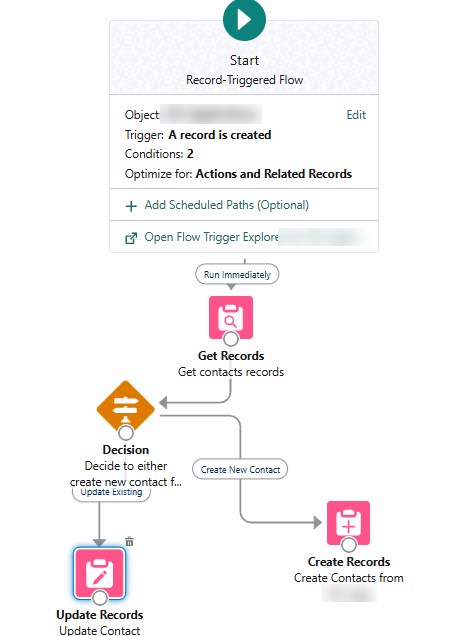 Start
Record-Triggered Flow
Object
Edit
Trigger: A record is created
Conditions: 2
Optimize for: Actions and Related Records
+ Add Scheduled Paths (Optional)
Open Flow Trigger Explore
Run Immediately
Get Records
Get contacts records
Decision
Decide to either
create new contact f...
Update Existing
Create New Contact
Create Records
Create Contacts from
Update Records
Update Contact